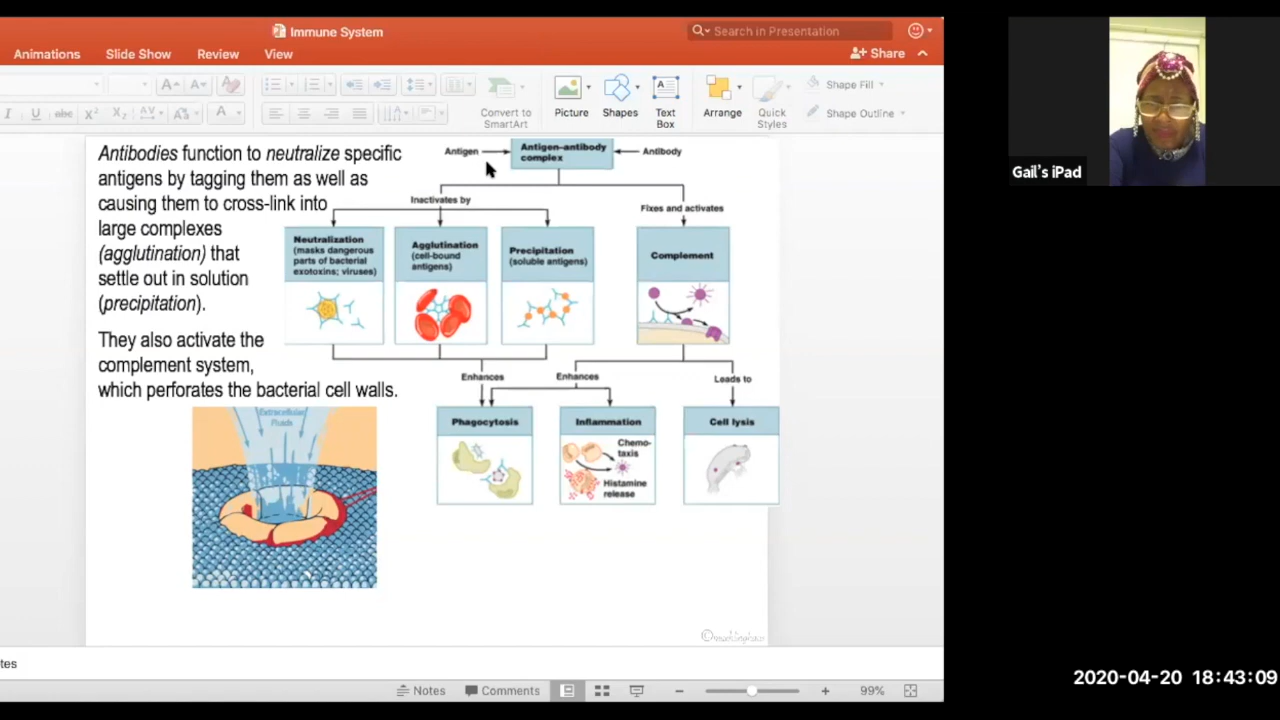 Immune System
Search in Presentation
Animations
Slide Show
Review
View
Share
Convert to
SmartArt
Picture
Shapes
Text
Box
Arrange
Quick
Styles
Shape Fill
Shape Outline
Antibodies function to neutralize specific
antigens by tagging them as well as
causing them to cross-link into
large complexes
(agglutination) that
settle out in solution
(precipitation).
They also activate the
complement system,
which perforates the bacterial cell walls.
Extracellular
Fluids
Antigen
Antigen-antibody
complex
Antibody
Inactivates by
Fixes and activates
Neutralization
(masks dangerous
parts of bacterial
exotoxins; viruses)
Agglutination
(cell-bound
antigens)
Precipitation
(soluble antigens)
Complement
Enhances
Enhances
Leads to
Phagocytosis
Inflammation
Chemo-
taxis
Histamine
release
Cell lysis
tes
Notes
Comments
99%
Gail's iPad
2020-04-20 18:43:09